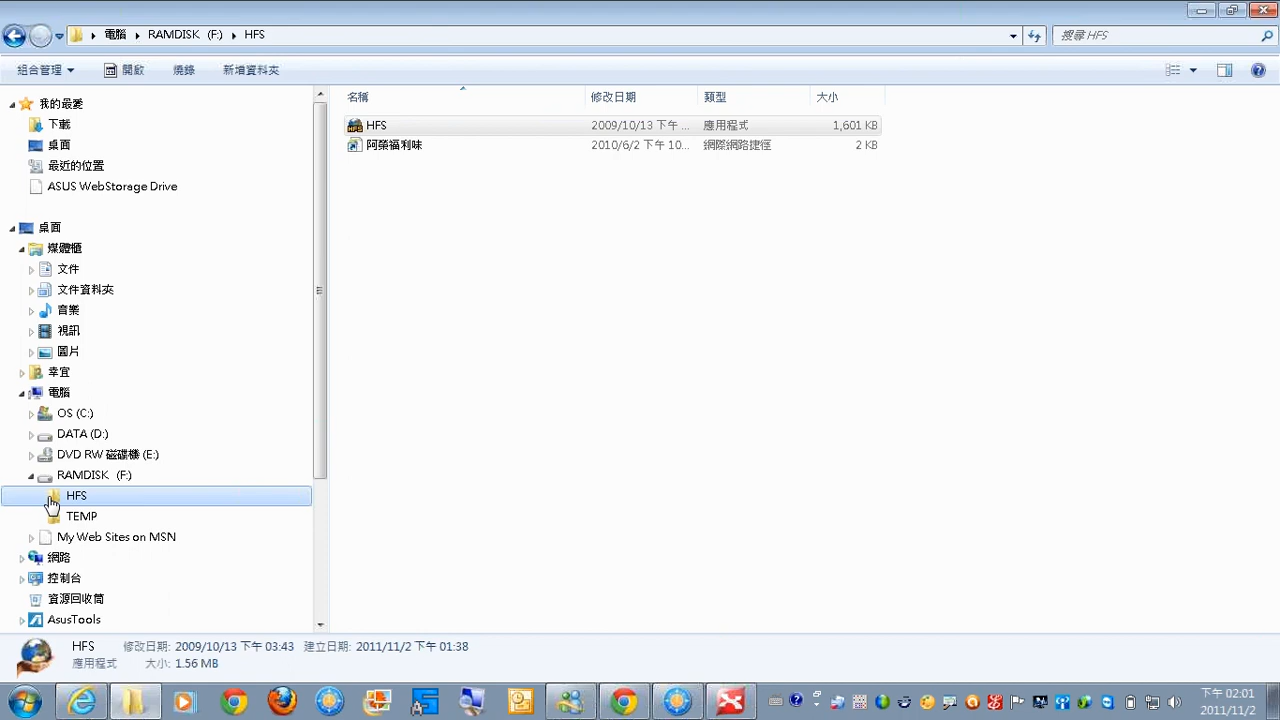 電腦 RAMDISK (F:) HFS
搜尋 HFS
組合管理 開啟 燒錄 新增資料夾
名稱 修改日期 類型 大小
HFS 2009/10/13 下午 ... 應用程式 1,601 KB
阿榮福利味 2010/6/2 下午 10... 網際網路捷徑 2 KB
我的最愛
下載
桌面
最近的位置
ASUS WebStorage Drive
桌面
媒體櫃
文件
文件資料夾
音樂
視訊
圖片
幸宜
電腦
OS (C:)
DATA (D:)
DVD RW 磁碟機 (E:)
RAMDISK (F:)
HFS
TEMP
My Web Sites on MSN
網路
控制台
資源回收筒
AsusTools
HFS 修改日期: 2009/10/13 下午 03:43 建立日期: 2011/11/2 下午 01:38
應用程式 大小: 1.56 MB
下午 02:01
2011/11/2